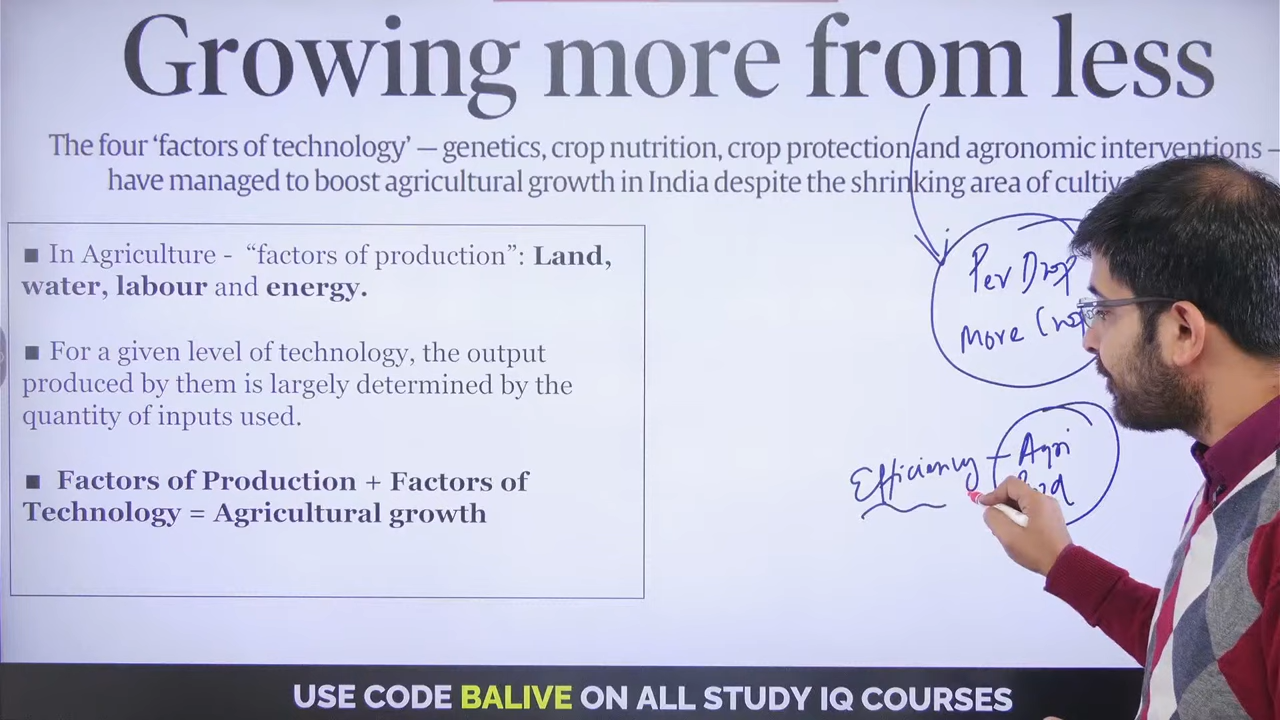 Growing more from less
The four ‘factors of technology’ — genetics, crop nutrition, crop protection and agronomic interventions —
have managed to boost agricultural growth in India despite the shrinking area of
■ In Agriculture - “factors of production”: Land,
water, labour and energy.
■ For a given level of technology, the output
produced by them is largely determined by the
quantity of inputs used.
■ Factors of Production + Factors of
Technology = Agricultural growth
Per Drop
More
Efficiency - Agri
USE CODE BALIVE ON ALL STUDY IQ COURSES